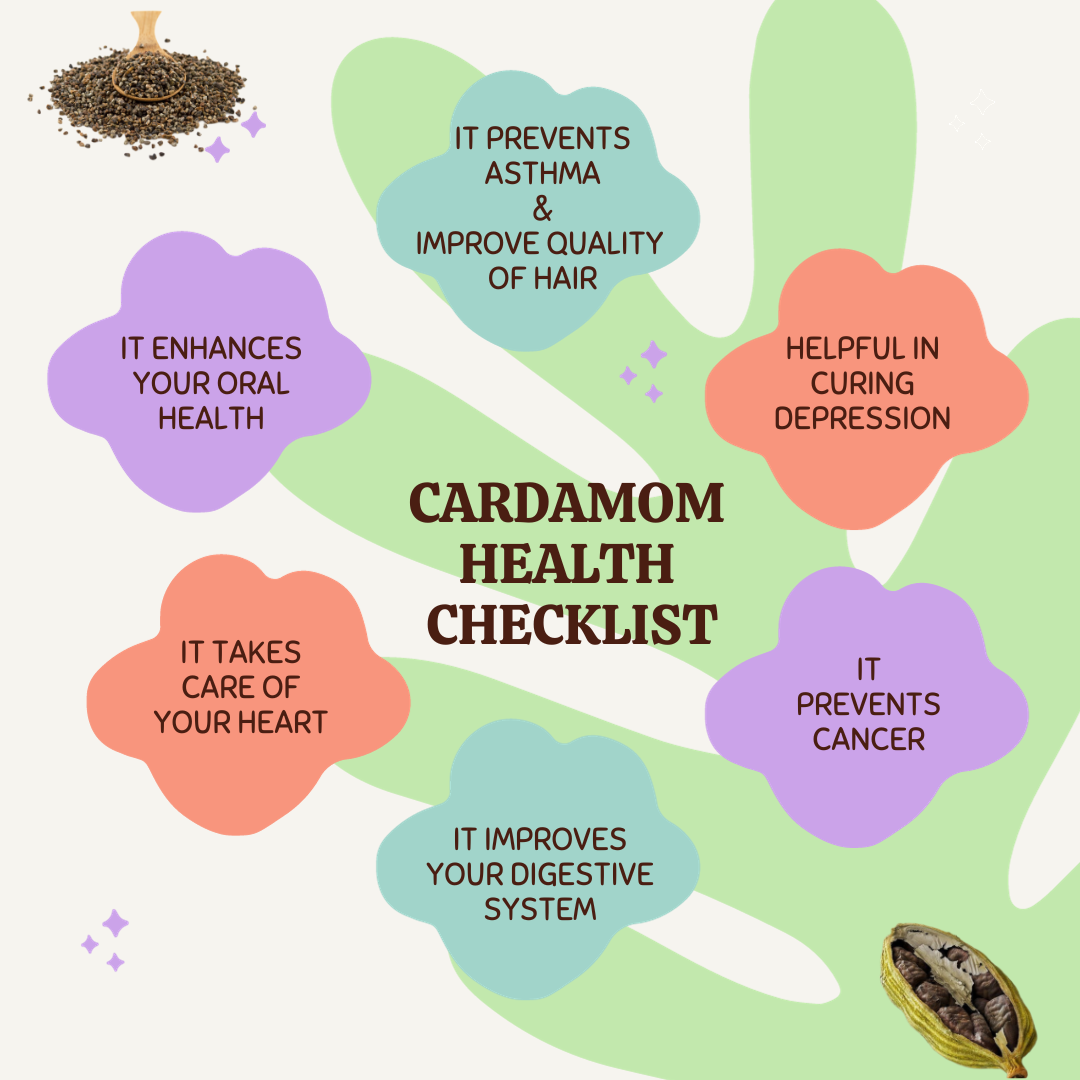 IT PREVENTS
ASTHMA
&
IMPROVE QUALITY
OF HAIR
IT ENHANCES
YOUR ORAL
HEALTH
HELPFUL IN
CURING
DEPRESSION
CARDAMOM
HEALTH
CHECKLIST
IT TAKES
CARE OF
YOUR HEART
IT
PREVENTS
CANCER
IT IMPROVES
YOUR DIGESTIVE
SYSTEM